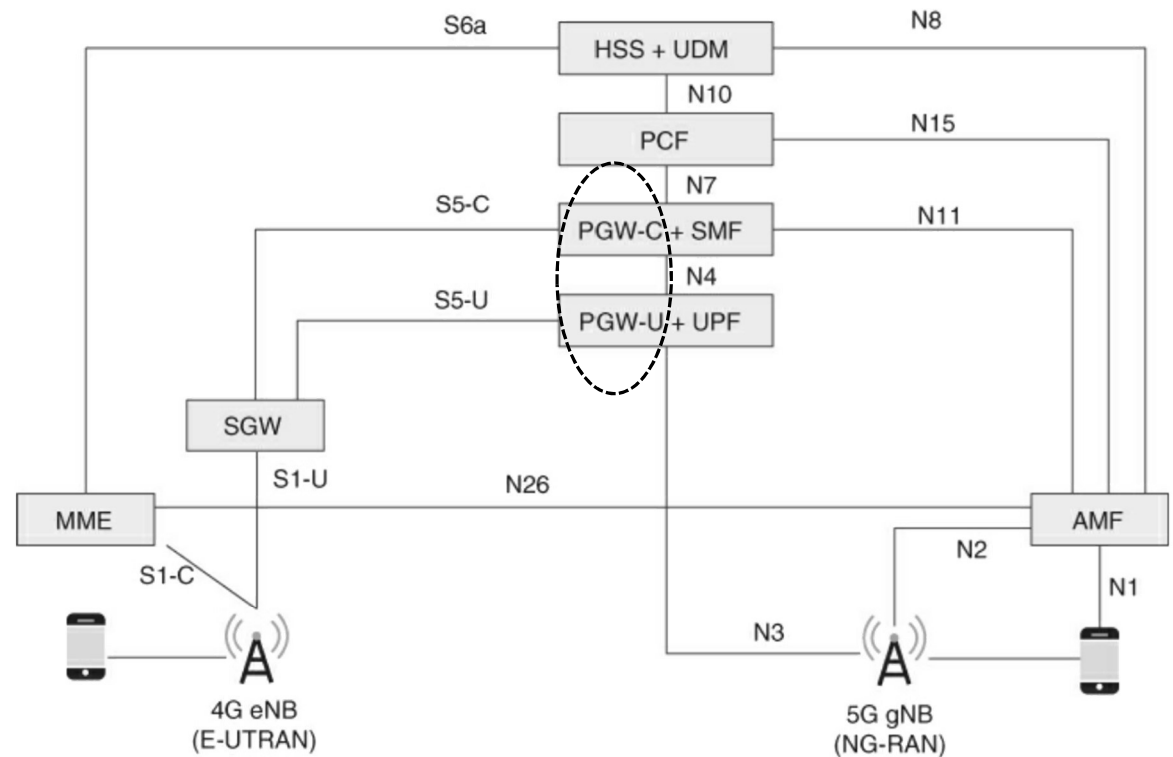 S6a
HSS + UDM
N8
N10
PCF
N15
N7
S5-C
PGW-C + SMF
N11
N4
S5-U
PGW-U + UPF
SGW
S1-U
N26
MME
AMF
N2
S1-C
N1
N3
4G eNB
(E-UTRAN)
5G gNB
(NG-RAN)